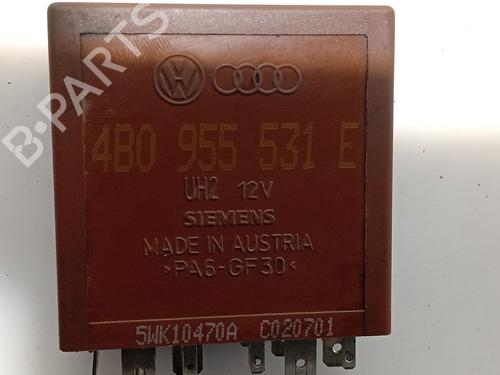 4B0 955 531 E
UH2 12V
SIEMENS
MADE IN AUSTRIA
>PA6-GF30<
5WK10470A C020701
B-PARTS